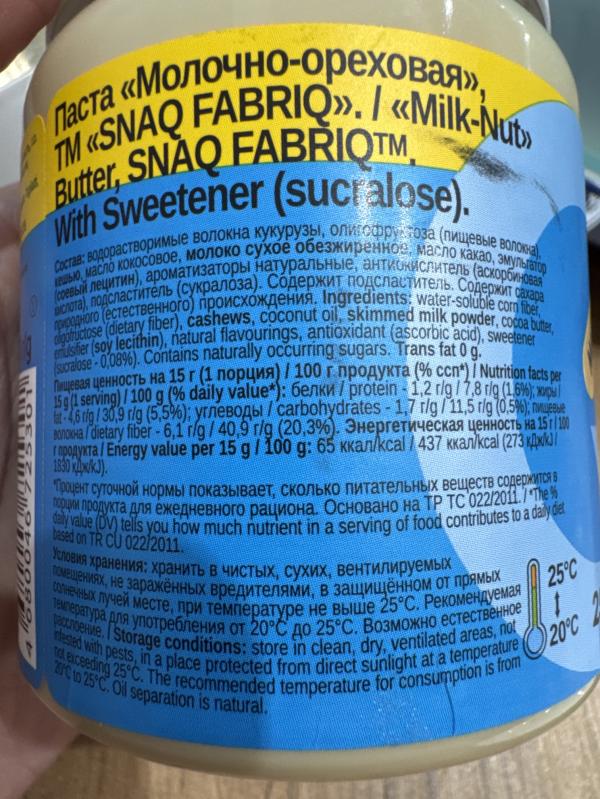 Паста «Молочно-ореховая»,
ТМ «SNAQ FABRIQ». / «Milk-Nut»
Butter, SNAQ FABRIQ™,
With Sweetener (sucralose).
Состав: водорастворимые волокна кукурузы, олигофруктоза (пищевые волокна),
кешью, масло кокосовое, молоко сухое обезжиренное, масло какао, эмульгатор
(соевый лецитин), ароматизаторы натуральные, антиокислитель (аскорбиновая
кислота), подсластитель (сукралоза). Содержит подсластитель. Содержит сахара
природного (естественного) происхождения. Ingredients: water-soluble corn fiber,
oligofructose (dietary fiber), cashews, coconut oil, skimmed milk powder, cocoa butter,
emulsifier (soy lecithin), natural flavourings, antioxidant (ascorbic acid), sweetener
(sucralose - 0,08%). Contains naturally occurring sugars. Trans fat 0 g.
Пищевая ценность на 15 г (1 порция) / 100 г продукта (% ссп*) / Nutrition facts per
15 g (1 serving) / 100 g (% daily value*): белки / protein - 1,2 г/g / 7,8 г/g (1,6%); жиры /
fat - 4,6 г/g / 30,9 г/g (5,5%); углеводы / carbohydrates - 1,7 г/g / 11,5 г/g (0,5%); пищевые
волокна / dietary fiber - 6,1 г/g / 40,9 г/g (20,3%). Энергетическая ценность на 15 г / 100
г продукта / Energy value per 15 g / 100 g: 65 ккал/kcal / 437 ккал/kcal (273 кДж/kJ /
1830 кДж/kJ).
*Процент суточной нормы показывает, сколько питательных веществ содержится в
порции продукта для ежедневного рациона. Основано на ТР ТС 022/2011. / *The %
daily value (DV) tells you how much nutrient in a serving of food contributes to a daily diet
based on TR CU 022/2011.
Условия хранения: хранить в чистых, сухих, вентилируемых
помещениях, не заражённых вредителями, в защищённом от прямых
солнечных лучей месте, при температуре не выше 25°С. Рекомендуемая
температура для употребления от 20°С до 25°С. Возможно естественное
расслоение. / Storage conditions: store in clean, dry, ventilated areas, not
infested with pests, in a place protected from direct sunlight at a temperature
not exceeding 25°C. The recommended temperature for consumption is from
20°C to 25°C. Oil separation is natural.
25°C
20°C